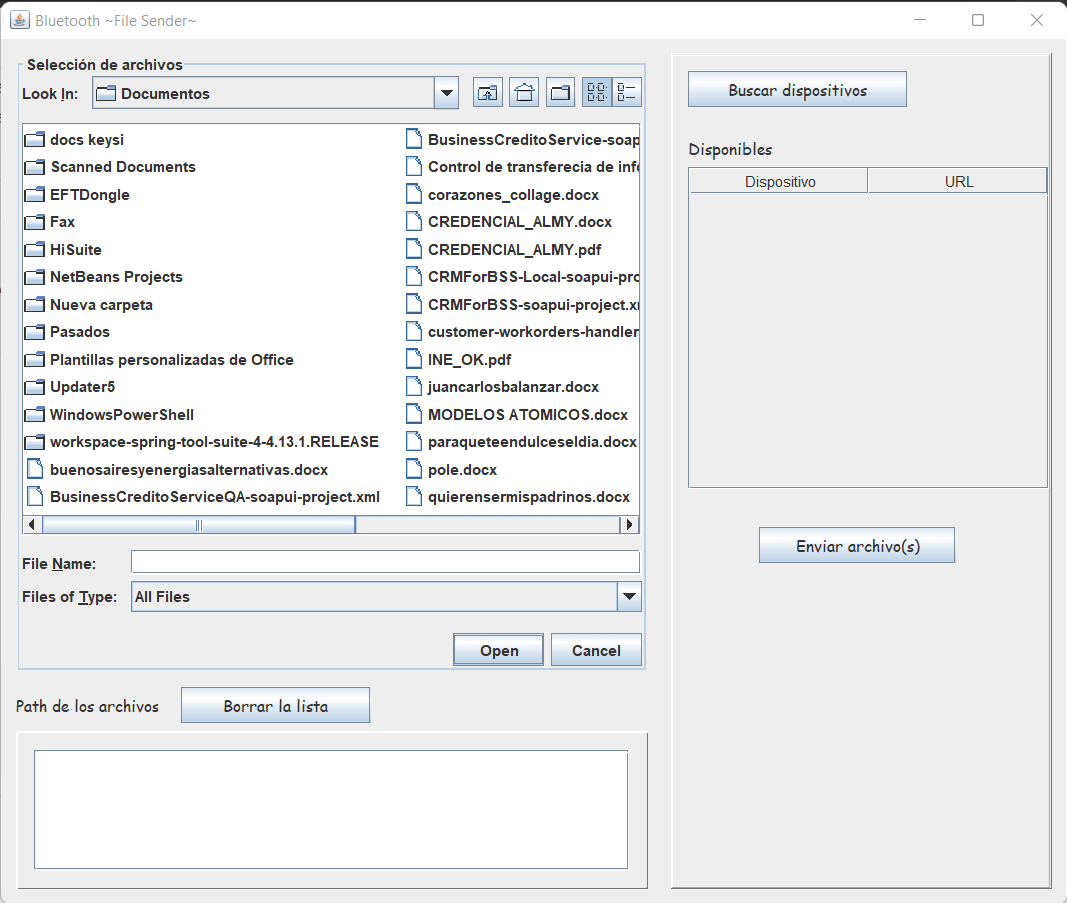 Bluetooth ~File Sender~
Selección de archivos
Look In:
Documentos
docs keysi
Scanned Documents
EFTDongle
Fax
HiSuite
NetBeans Projects
Nueva carpeta
Pasados
Plantillas personalizadas de Office
Updater5
WindowsPowerShell
workspace-spring-tool-suite-4-4.13.1.RELEASE
buenosairesyenergiasalternativas.docx
BusinessCreditoServiceQA-soapui-project.xml
BusinessCreditoService-soap
Control de transferecia de info
corazones_collage.docx
CREDENCIAL_ALMY.docx
CREDENCIAL_ALMY.pdf
CRMForBSS-Local-soapui-pro
CRMForBSS-soapui-project.x
customer-workorders-handler
INE_OK.pdf
juancarlosbalanzar.docx
MODELOS ATOMICOS.docx
paraqueteendulceseldia.docx
pole.docx
quierensermispadrinos.docx
File Name:
Files of Type:
All Files
Open
Cancel
Path de los archivos
Borrar la lista
Buscar dispositivos
Disponibles
Dispositivo
URL
Enviar archivo(s)